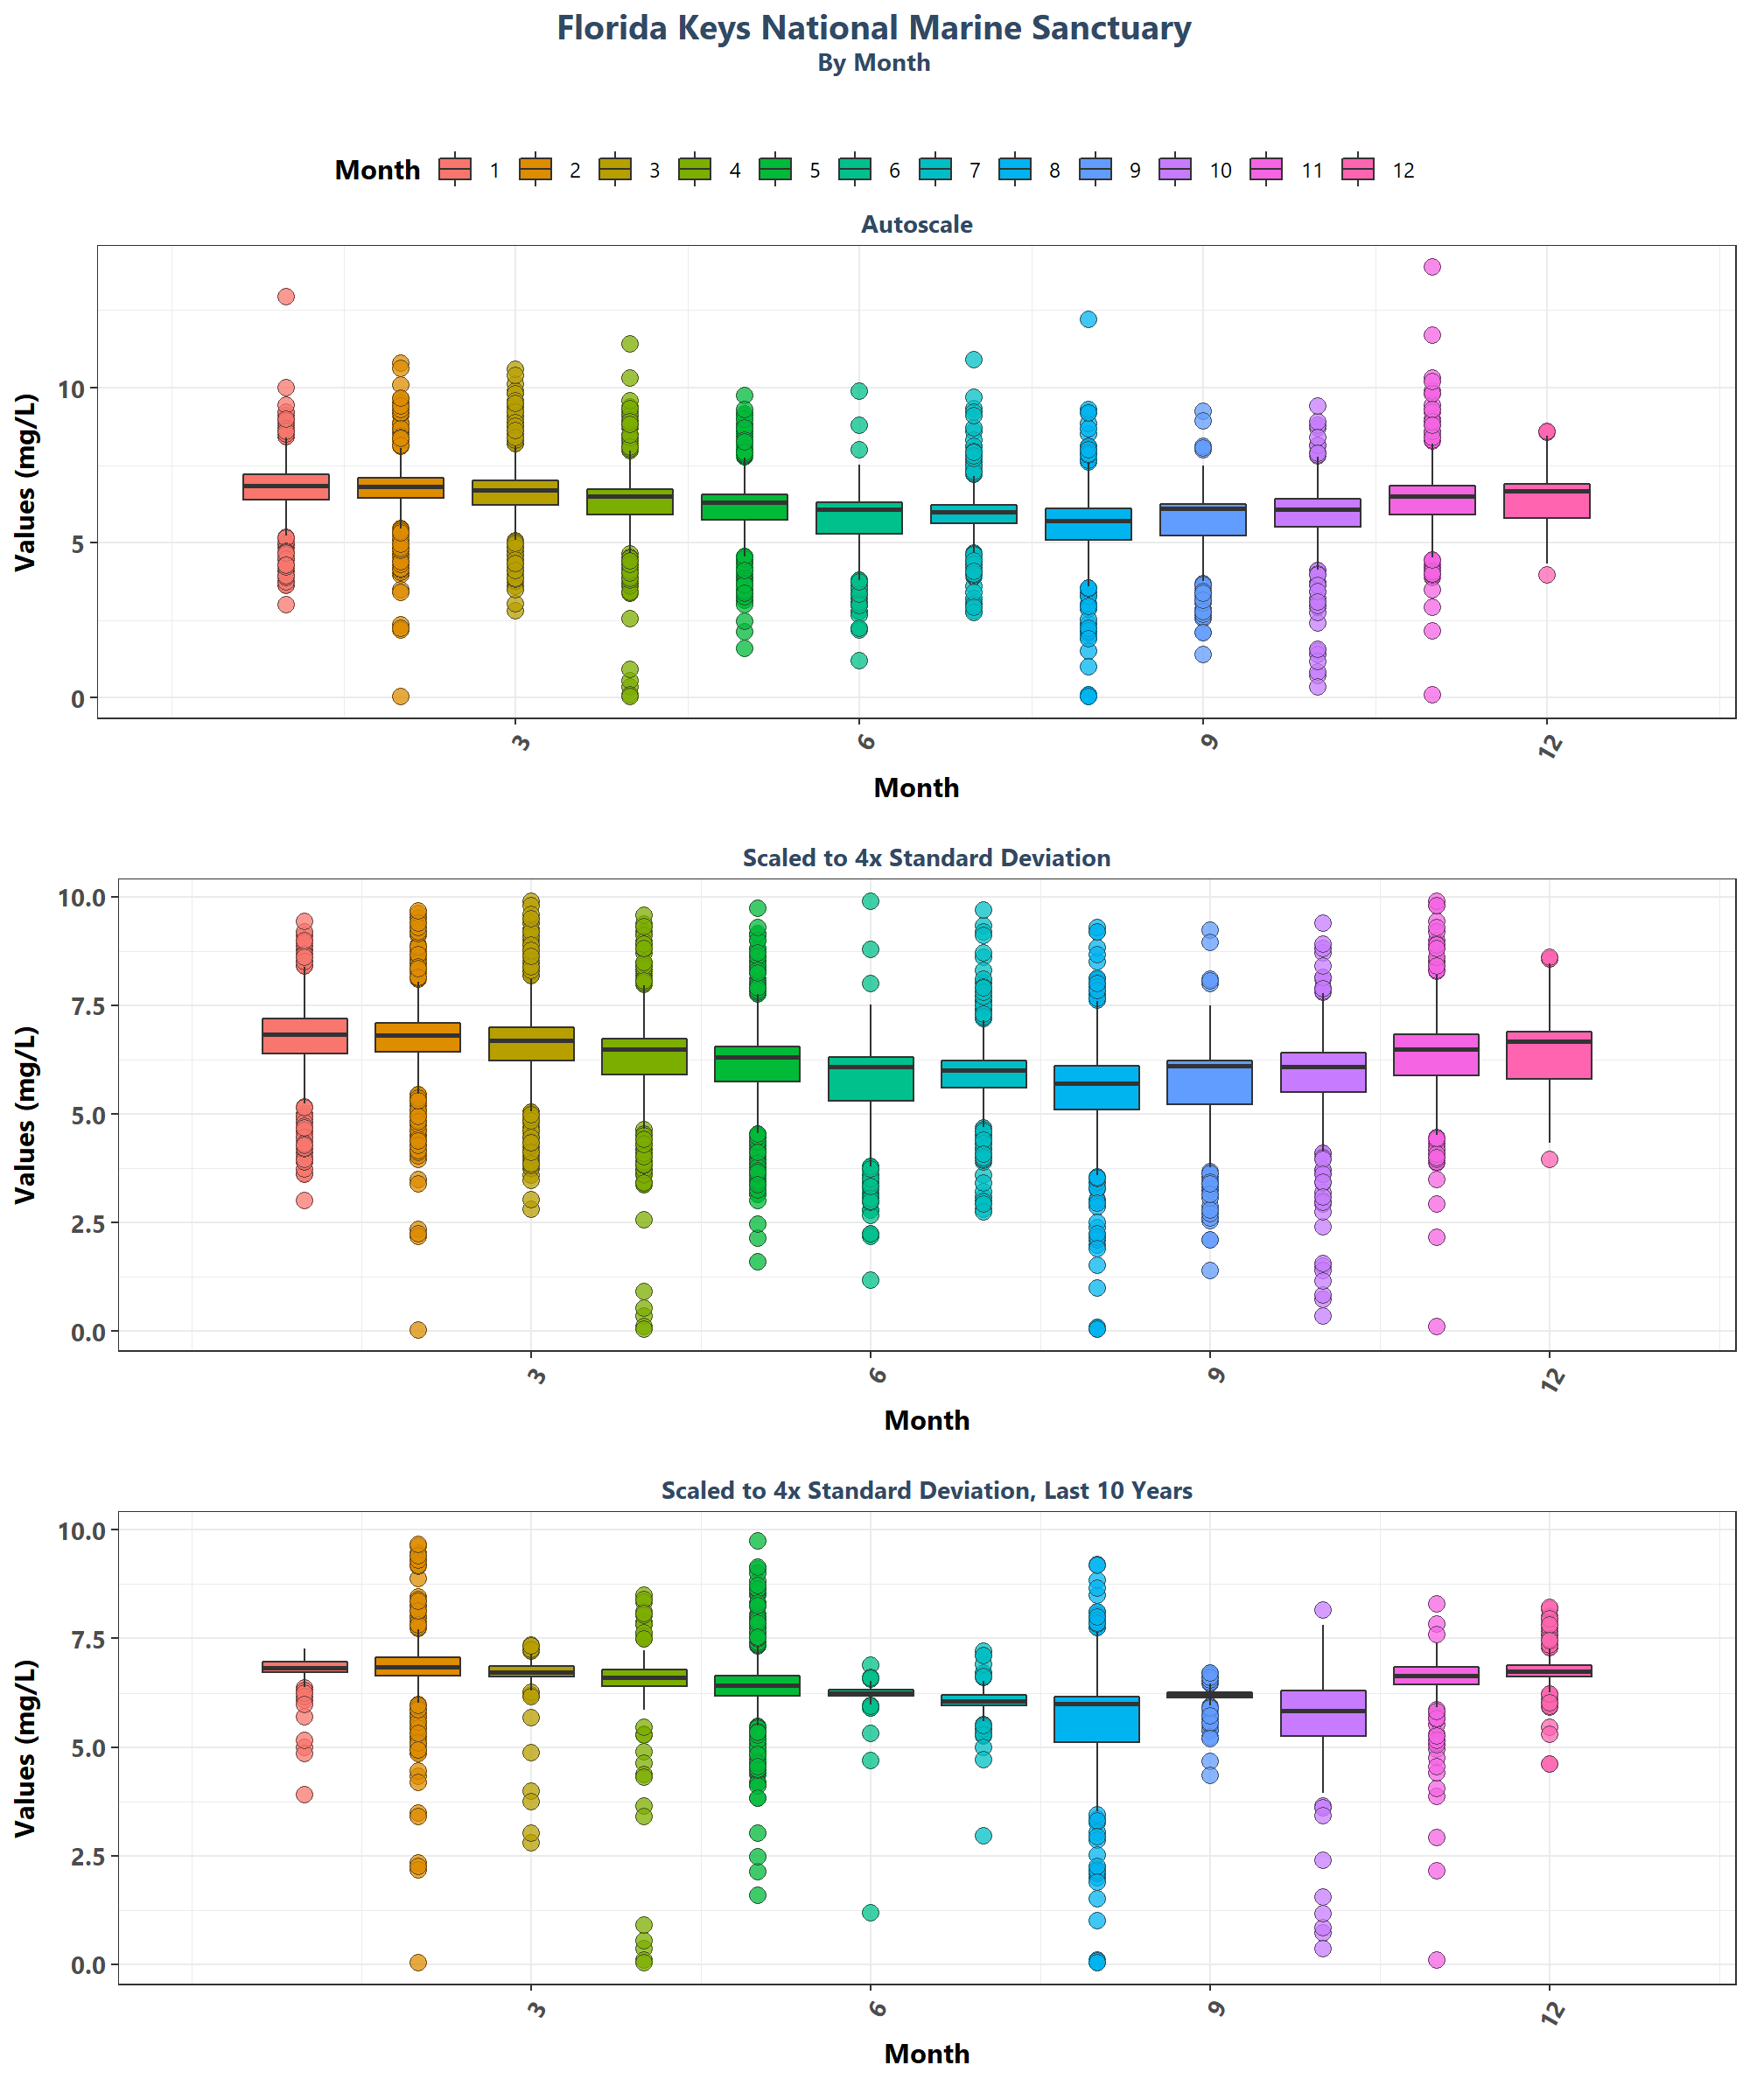 Florida Keys National Marine Sanctuary
By Month
Month 1 2 3 4 5 6 7 8 9 10 11 12
Autoscale
Values (mg/L)
10
5
0
3 6 9 12
Month
Scaled to 4x Standard Deviation
Values (mg/L)
10.0
7.5
5.0
2.5
0.0
3 6 9 12
Month
Scaled to 4x Standard Deviation, Last 10 Years
Values (mg/L)
10.0
7.5
5.0
2.5
0.0
3 6 9 12
Month